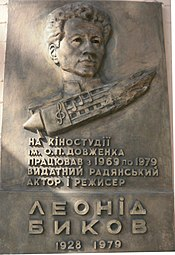 НА КІНОСТУДІЇ
ІМ. О.П. ДОВЖЕНКА
ПРАЦЮВАВ З 1969 ПО 1979
ВИДАТНИЙ РАДЯНСЬКИЙ
АКТОР І РЕЖИСЕР
ЛЕОНІД
БИКОВ
1928 1979